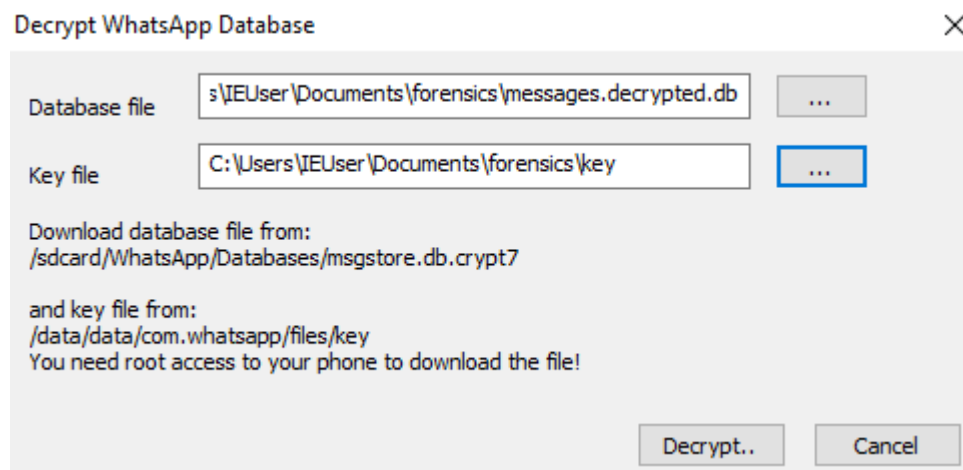 Decrypt WhatsApp Database
Database file
s\IEUser\Documents\forensics\messages.decrypted.db
...
Key file
C:\Users\IEUser\Documents\forensics\key
...
Download database file from:
/sdcard/WhatsApp/Databases/msgstore.db.crypt7
and key file from:
/data/data/com.whatsapp/files/key
You need root access to your phone to download the file!
Decrypt..
Cancel